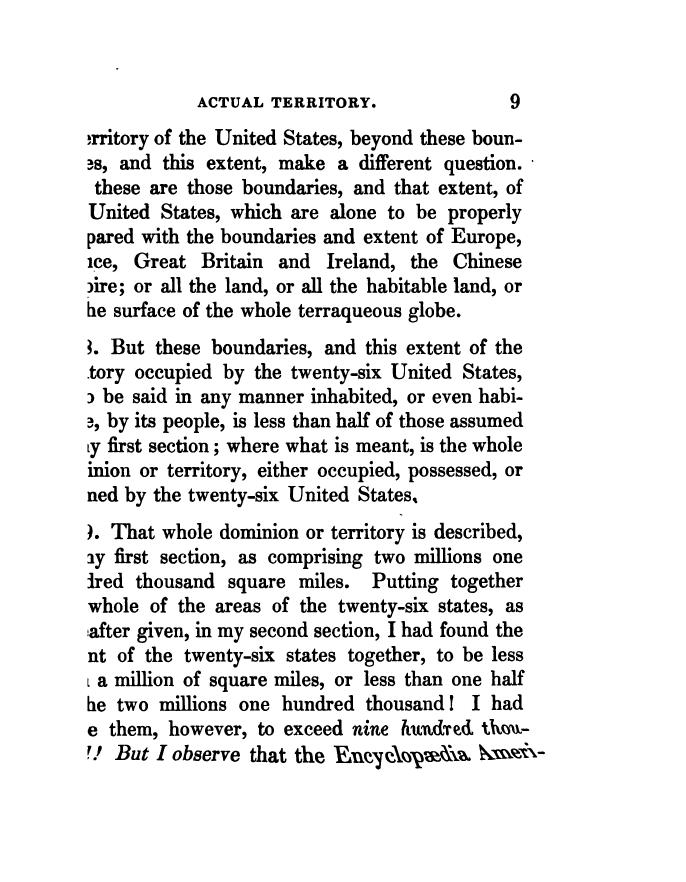 ACTUAL TERRITORY. 9
rritory of the United States, beyond these boun-
es, and this extent, make a different question.
these are those boundaries, and that extent, of
United States, which are alone to be properly
pared with the boundaries and extent of Europe,
ce, Great Britain and Ireland, the Chinese
ire; or all the land, or all the habitable land, or
he surface of the whole terraqueous globe.
. But these boundaries, and this extent of the
tory occupied by the twenty-six United States,
be said in any manner inhabited, or even habi-
, by its people, is less than half of those assumed
y first section; where what is meant, is the whole
inion or territory, either occupied, possessed, or
ned by the twenty-six United States.
. That whole dominion or territory is described,
y first section, as comprising two millions one
dred thousand square miles. Putting together
whole of the areas of the twenty-six states, as
after given, in my second section, I had found the
nt of the twenty-six states together, to be less
a million of square miles, or less than one half
he two millions one hundred thousand! I had
e them, however, to exceed nine hundred thou-
!! But I observe that the Encyclopædia Ameri-